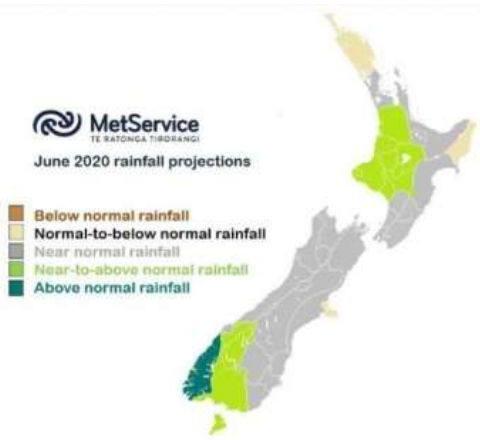 MetService
TE RATONGA TIRORANGI
June 2020 rainfall projections
Below normal rainfall
Normal-to-below normal rainfall
Near normal rainfall
Near-to-above normal rainfall
Above normal rainfall